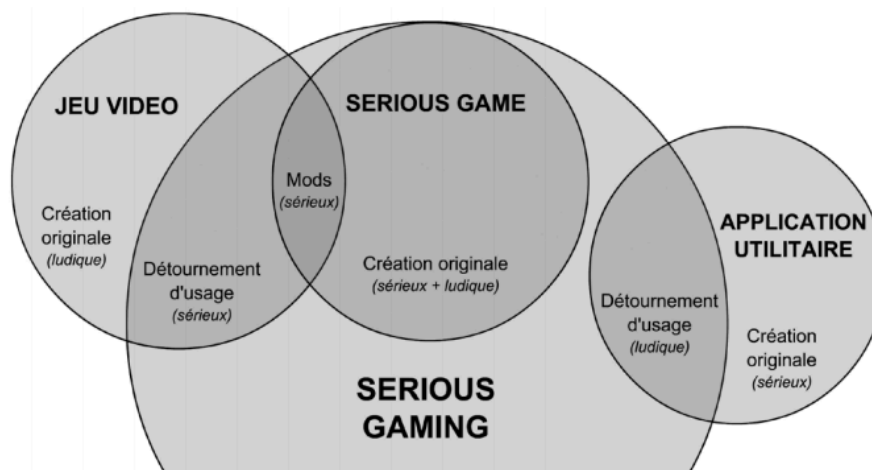 JEU VIDEO
SERIOUS GAME
Mods
(sérieux)
Création
originale
(ludique)
Détournement
d'usage
(sérieux)
Création originale
(sérieux + ludique)
APPLICATION
UTILITAIRE
Détournement
d'usage
(ludique)
Création
originale
(sérieux)
SERIOUS
GAMING